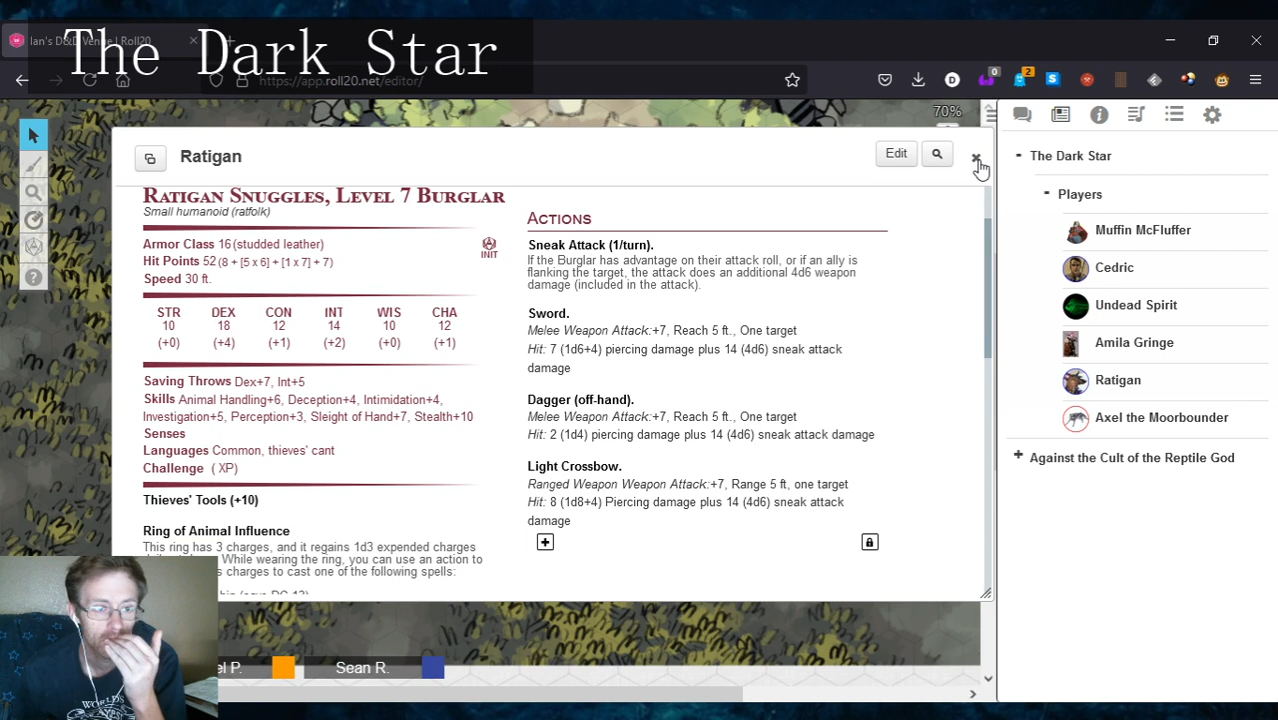 Ian's D&D Venue | Roll20
The Dark Star
https://app.roll20.net/editor/
0
2
70%
Ratigan
Edit
Ratigan Snuggles, Level 7 Burglar
Small humanoid (ratfolk)
Armor Class 16 (studded leather)
Hit Points 52 (8 + [5 x 6] + [1 x 7] + 7)
Speed 30 ft.
INIT
STR DEX CON INT WIS CHA
10 18 12 14 10 12
(+0) (+4) (+1) (+2) (+0) (+1)
Saving Throws Dex+7, Int+5
Skills Animal Handling+6, Deception+4, Intimidation+4,
Investigation+5, Perception+3, Sleight of Hand+7, Stealth+10
Senses
Languages Common, thieves' cant
Challenge ( XP)
Thieves' Tools (+10)
Ring of Animal Influence
This ring has 3 charges, and it regains 1d3 expended charges
While wearing the ring, you can use an action to
charges to cast one of the following spells:
Actions
Sneak Attack (1/turn).
If the Burglar has advantage on their attack roll, or if an ally is
flanking the target, the attack does an additional 4d6 weapon
damage (included in the attack).
Sword.
Melee Weapon Attack:+7, Reach 5 ft., One target
Hit: 7 (1d6+4) piercing damage plus 14 (4d6) sneak attack
damage
Dagger (off-hand).
Melee Weapon Attack:+7, Reach 5 ft., One target
Hit: 2 (1d4) piercing damage plus 14 (4d6) sneak attack damage
Light Crossbow.
Ranged Weapon Weapon Attack:+7, Range 5 ft, one target
Hit: 8 (1d8+4) Piercing damage plus 14 (4d6) sneak attack
damage
The Dark Star
Players
Muffin McFluffer
Cedric
Undead Spirit
Amila Gringe
Ratigan
Axel the Moorbounder
Against the Cult of the Reptile God
el P.
Sean R.